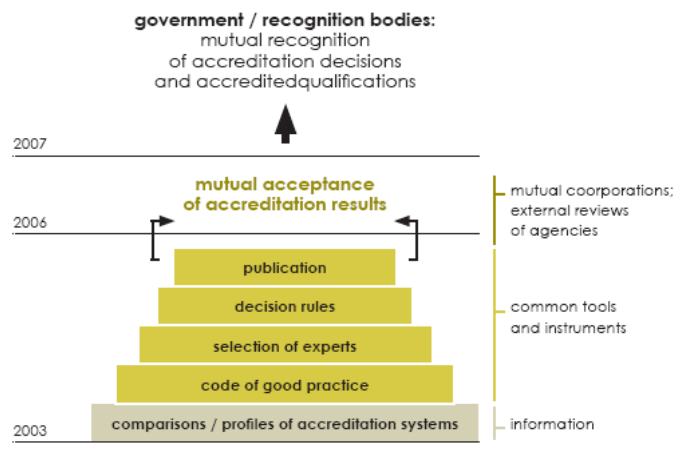 government / recognition bodies:
mutual recognition
of accreditation decisions
and accreditedqualifications
2007
mutual acceptance
of accreditation results
mutual coorporations;
external reviews
of agencies
2006
publication
decision rules
common tools
and instruments
selection of experts
code of good practice
comparisons / profiles of accreditation systems
information
2003